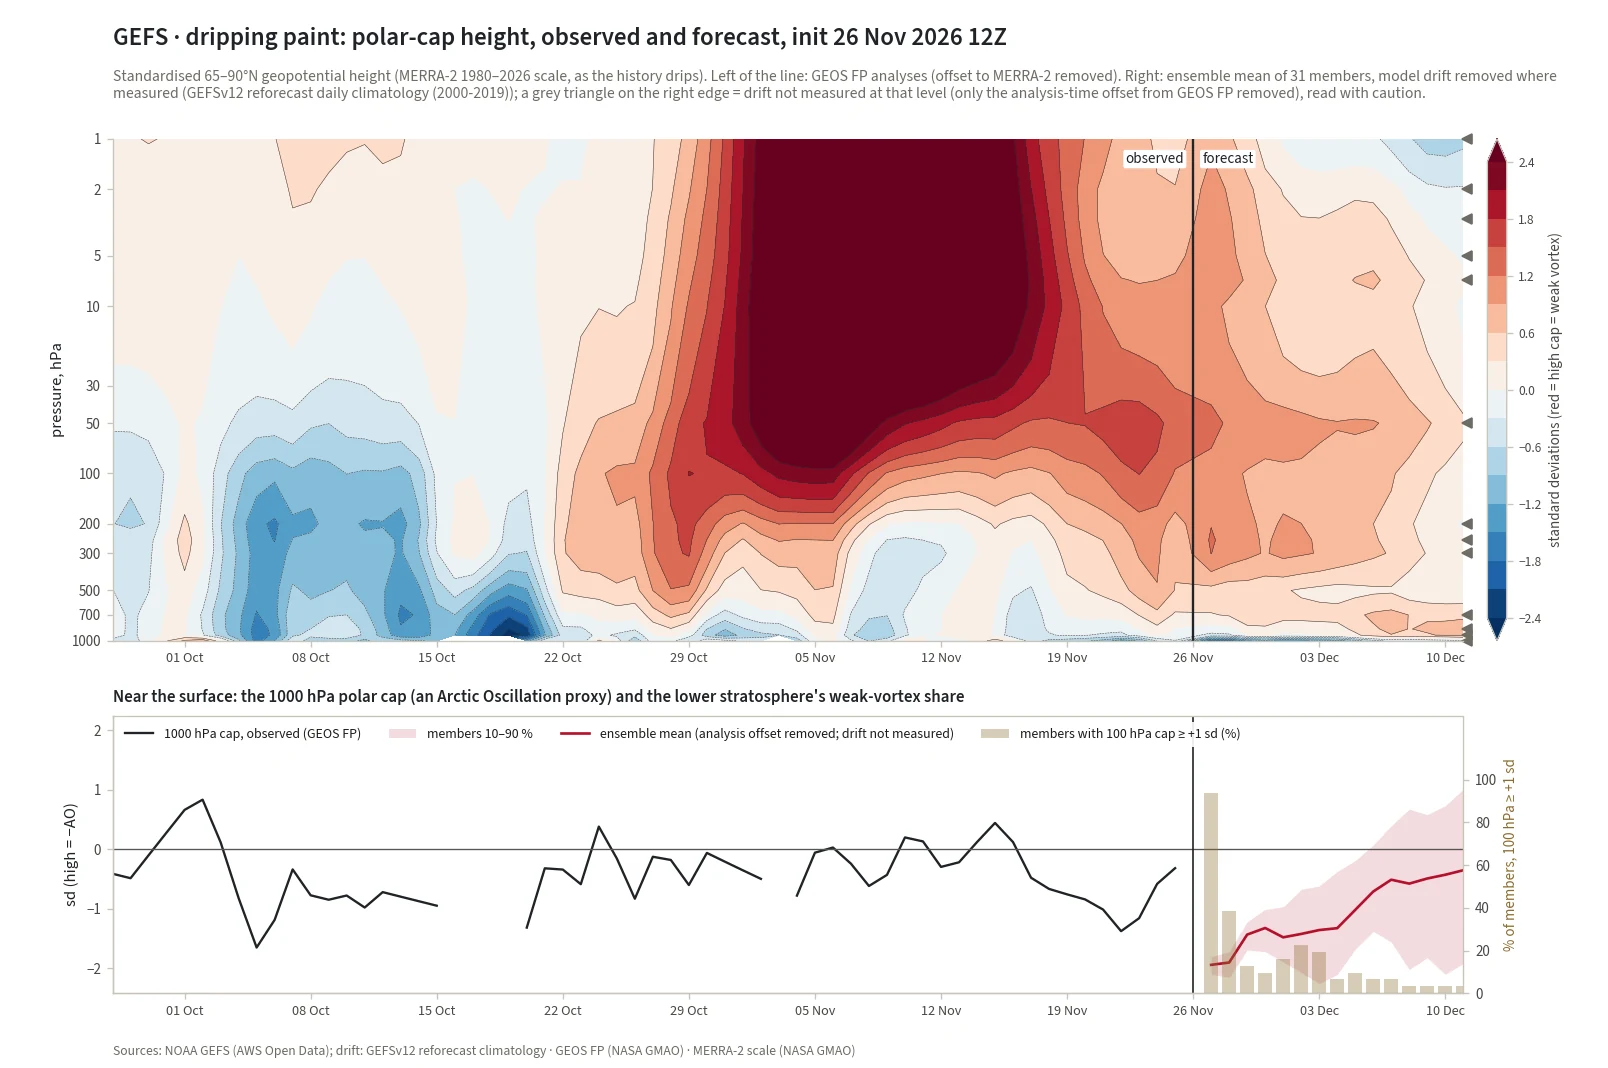 GEFS · dripping paint: polar-cap height, observed and forecast, init 26 Nov 2026 12Z
Standardised 65–90°N geopotential height (MERRA-2 1980–2026 scale, as the history drips). Left of the line: GEOS FP analyses (offset to MERRA-2 removed). Right: ensemble mean of 31 members, model drift removed where
measured (GEFSv12 reforecast daily climatology (2000-2019)); a grey triangle on the right edge = drift not measured at that level (only the analysis-time offset from GEOS FP removed), read with caution.
pressure, hPa
1
2
5
10
30
50
100
200
300
500
700
1000
observed
forecast
01 Oct
08 Oct
15 Oct
22 Oct
29 Oct
05 Nov
12 Nov
19 Nov
26 Nov
03 Dec
10 Dec
2.4
1.8
1.2
0.6
0.0
−0.6
−1.2
−1.8
−2.4
standard deviations (red = high cap = weak vortex)
Near the surface: the 1000 hPa polar cap (an Arctic Oscillation proxy) and the lower stratosphere's weak-vortex share
1000 hPa cap, observed (GEOS FP)
members 10–90 %
ensemble mean (analysis offset removed; drift not measured)
members with 100 hPa cap ≥ +1 sd (%)
sd (high = −AO)
2
1
0
−1
−2
100
80
60
40
20
0
% of members, 100 hPa ≥ +1 sd
01 Oct
08 Oct
15 Oct
22 Oct
29 Oct
05 Nov
12 Nov
19 Nov
26 Nov
03 Dec
10 Dec
Sources: NOAA GEFS (AWS Open Data); drift: GEFSv12 reforecast climatology · GEOS FP (NASA GMAO) · MERRA-2 scale (NASA GMAO)